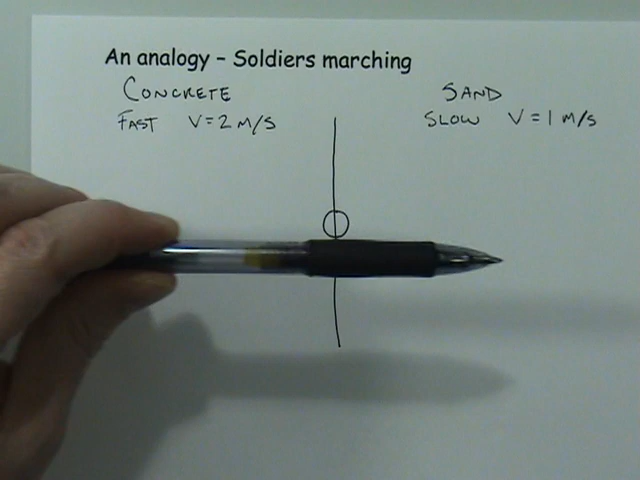 An analogy – Soldiers marching
CONCRETE
FAST V=2 M/S
SAND
SLOW V=1 M/S